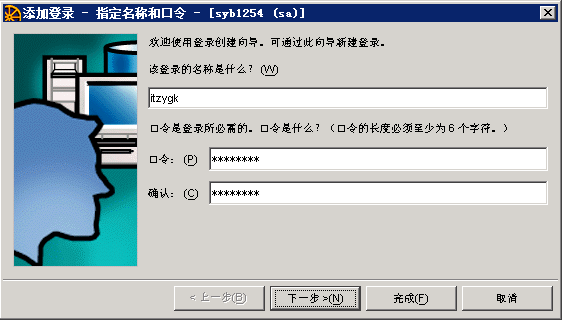 添加登录 - 指定名称和口令 - [syb1254 (sa)]
欢迎使用登录创建向导。可通过此向导新建登录。
该登录的名称是什么？(W)
itzygk
口令是登录所必需的。口令是什么？（口令的长度必须至少为 6 个字符。）
口令： (P) ********
确认： (C) ********
< 上一步(B) 下一步 >(N) 完成(F) 取消